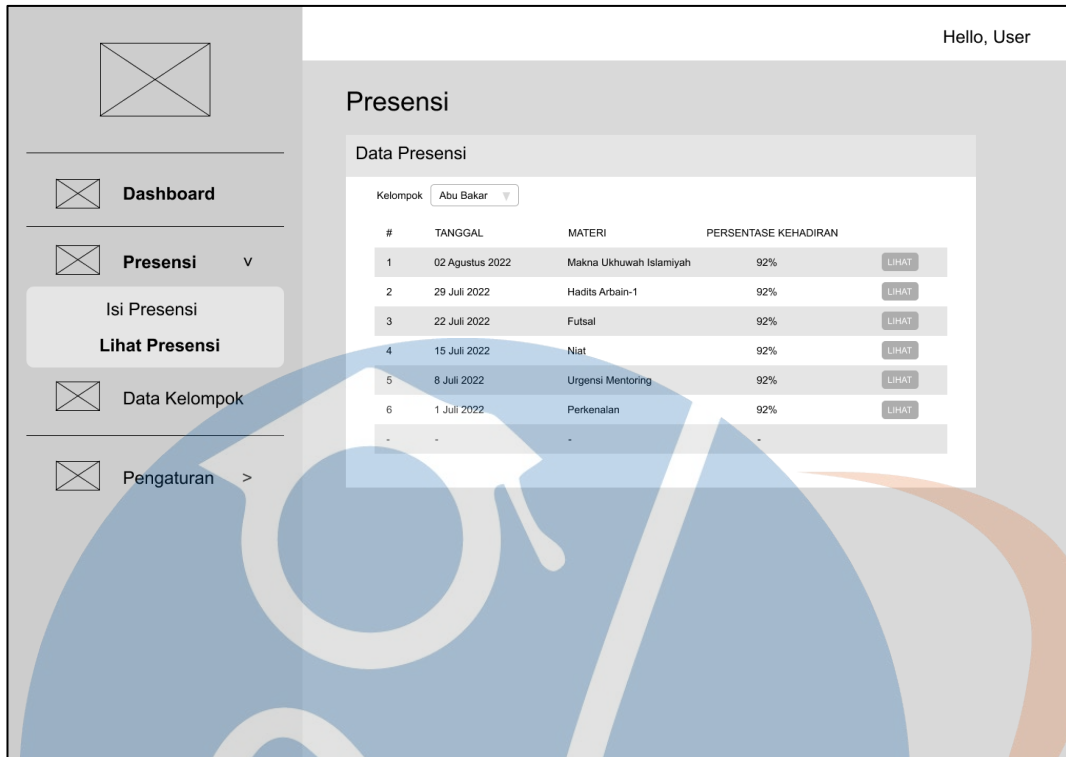 Hello, User
Dashboard
Presensi v
Isi Presensi
Lihat Presensi
Data Kelompok
Pengaturan >
Presensi
Data Presensi
Kelompok Abu Bakar
# TANGGAL MATERI PERSENTASE KEHADIRAN
1 02 Agustus 2022 Makna Ukhuwah Islamiyah 92% LIHAT
2 29 Juli 2022 Hadits Arbain-1 92% LIHAT
3 22 Juli 2022 Futsal 92% LIHAT
4 15 Juli 2022 Niat 92% LIHAT
5 8 Juli 2022 Urgensi Mentoring 92% LIHAT
6 1 Juli 2022 Perkenalan 92% LIHAT
- - - -